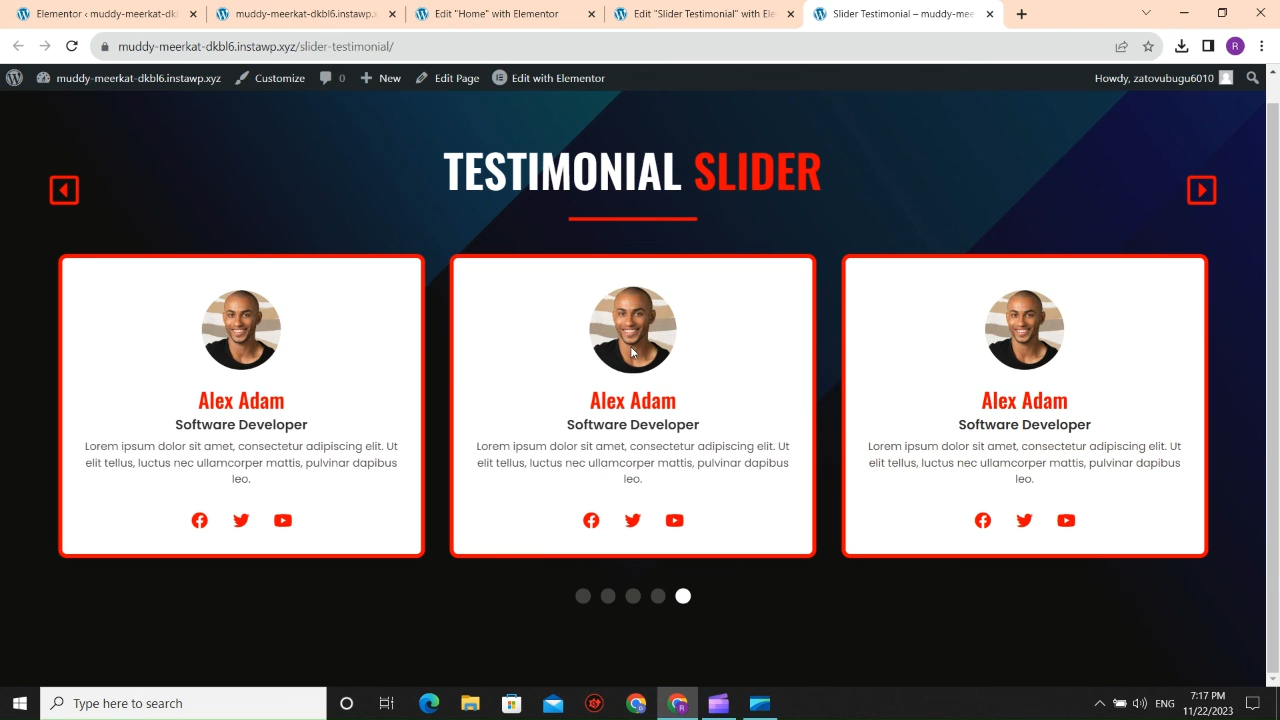 Elementor ‹ muddy-meerkat-dkbl
muddy-meerkat-dkbl6.instawp.x
Edit "Home" with Elementor
Edit "Slider Testimonial" with Ele
Slider Testimonial – muddy-mee
muddy-meerkat-dkbl6.instawp.xyz/slider-testimonial/
R
muddy-meerkat-dkbl6.instawp.xyz
Customize
0
New
Edit Page
Edit with Elementor
Howdy, zatovubugu6010
TESTIMONIAL SLIDER
Alex Adam
Software Developer
Lorem ipsum dolor sit amet, consectetur adipiscing elit. Ut
elit tellus, luctus nec ullamcorper mattis, pulvinar dapibus
leo.
Alex Adam
Software Developer
Lorem ipsum dolor sit amet, consectetur adipiscing elit. Ut
elit tellus, luctus nec ullamcorper mattis, pulvinar dapibus
leo.
Alex Adam
Software Developer
Lorem ipsum dolor sit amet, consectetur adipiscing elit. Ut
elit tellus, luctus nec ullamcorper mattis, pulvinar dapibus
leo.
Type here to search
ENG
7:17 PM
11/22/2023